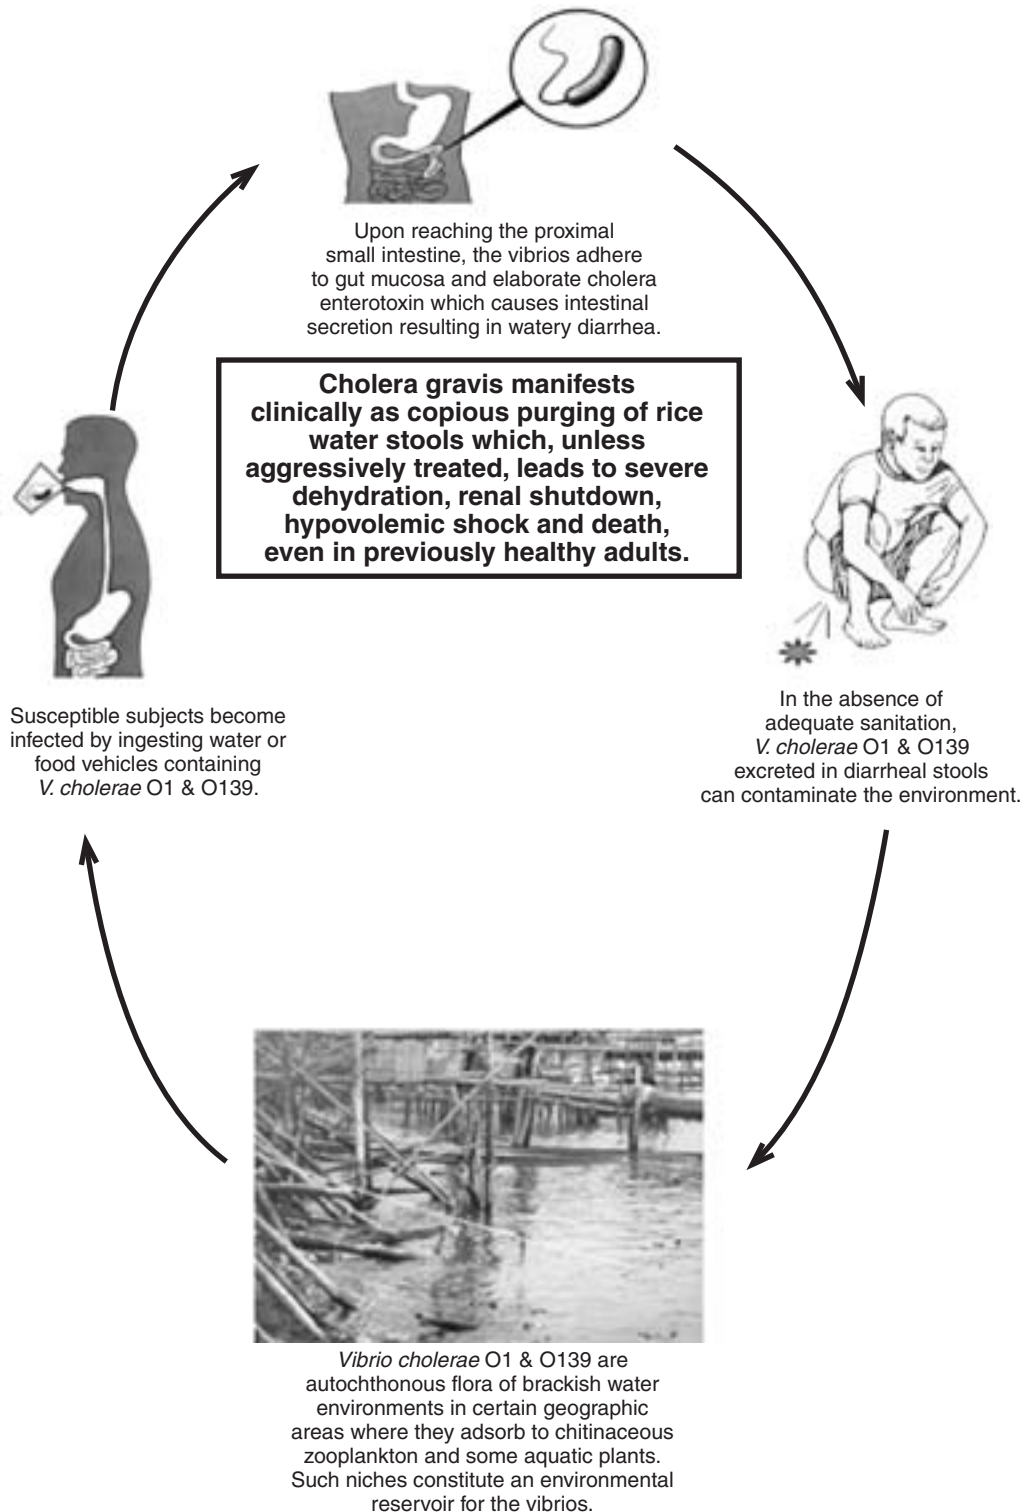 Upon reaching the proximal
small intestine, the vibrios adhere
to gut mucosa and elaborate cholera
enterotoxin which causes intestinal
secretion resulting in watery diarrhea.
Cholera gravis manifests
clinically as copious purging of rice
water stools which, unless
aggressively treated, leads to severe
dehydration, renal shutdown,
hypovolemic shock and death,
even in previously healthy adults.
Susceptible subjects become
infected by ingesting water or
food vehicles containing
V. cholerae O1 & O139.
In the absence of
adequate sanitation,
V. cholerae O1 & O139
excreted in diarrheal stools
can contaminate the environment.
Vibrio cholerae O1 & O139 are
autochthonous flora of brackish water
environments in certain geographic
areas where they adsorb to chitinaceous
zooplankton and some aquatic plants.
Such niches constitute an environmental
reservoir for the vibrios.